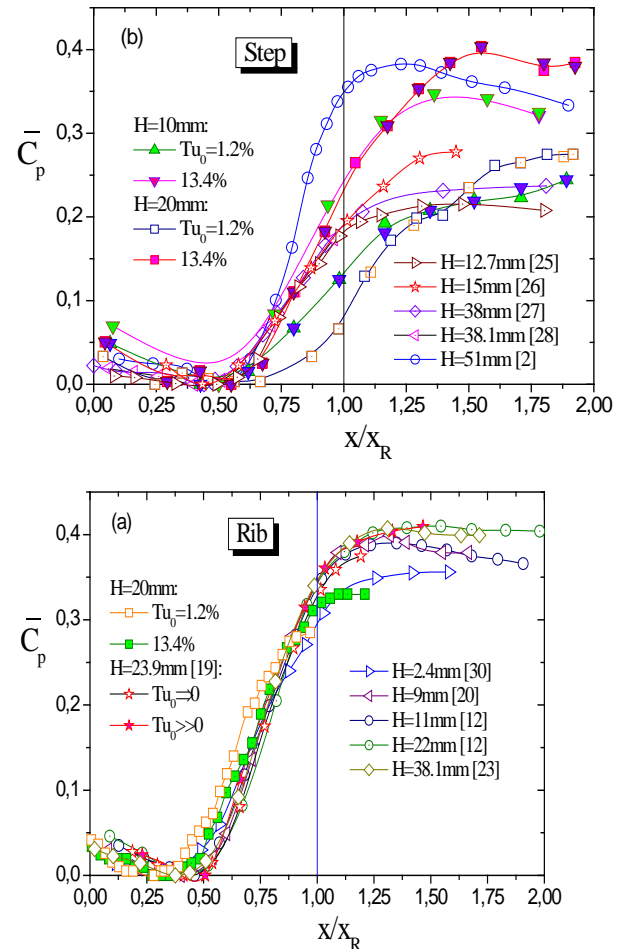 (b)
Step
0,4
0,3
0,2
0,1
0,0
C̄p
H=10mm:
Tu0=1.2%
13.4%
H=20mm:
Tu0=1.2%
13.4%
H=12.7mm [25]
H=15mm [26]
H=38mm [27]
H=38.1mm [28]
H=51mm [2]
0,00 0,25 0,50 0,75 1,00 1,25 1,50 1,75 2,00
x/xR
(a)
Rib
0,4
0,3
0,2
0,1
0,0
C̄p
H=20mm:
Tu0=1.2%
13.4%
H=23.9mm [19]:
Tu0⇒0
Tu0>>0
H=2.4mm [30]
H=9mm [20]
H=11mm [12]
H=22mm [12]
H=38.1mm [23]
0,00 0,25 0,50 0,75 1,00 1,25 1,50 1,75 2,00
x/xR